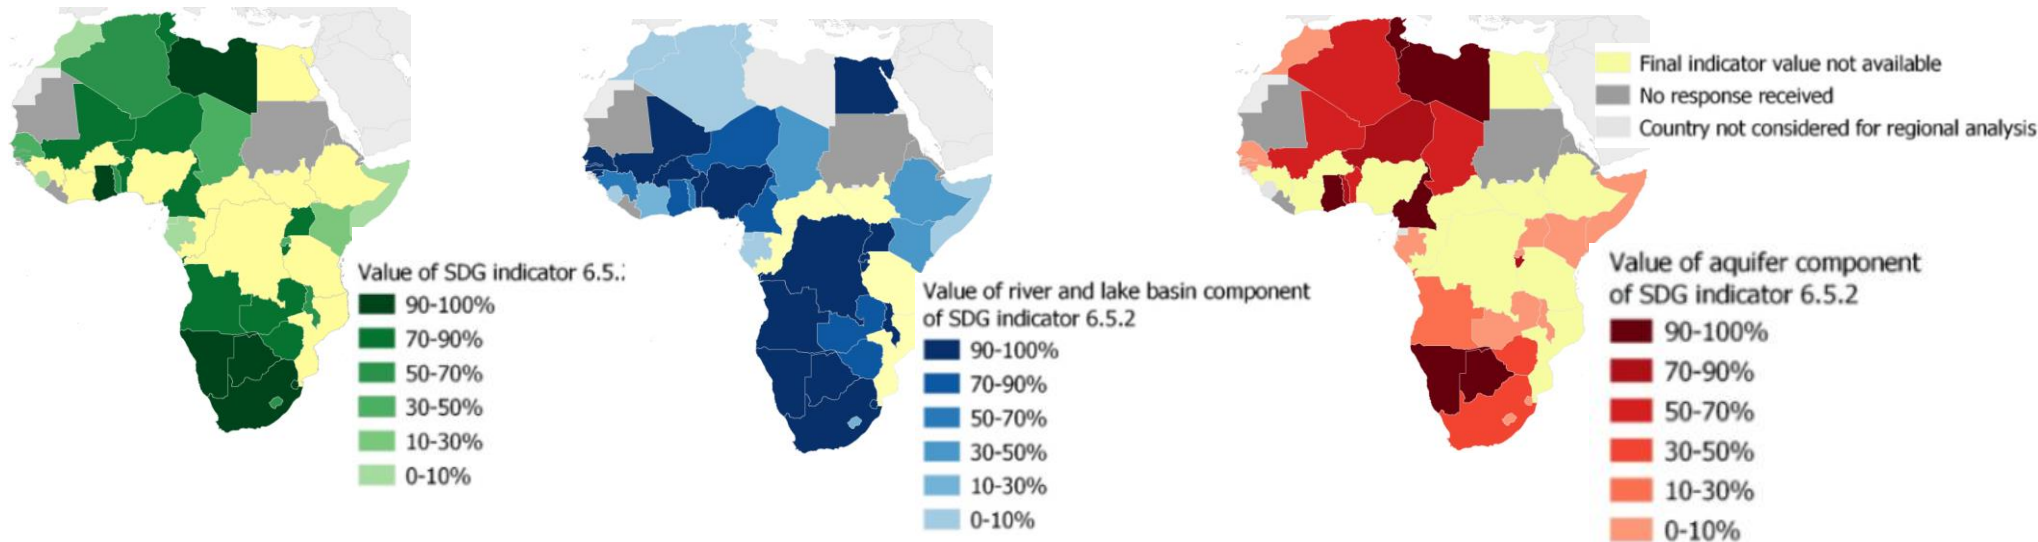 Value of SDG indicator 6.5.
90-100%
70-90%
50-70%
30-50%
10-30%
0-10%
Value of river and lake basin component
of SDG indicator 6.5.2
90-100%
70-90%
50-70%
30-50%
10-30%
0-10%
Final indicator value not available
No response received
Country not considered for regional analysis
Value of aquifer component
of SDG indicator 6.5.2
90-100%
70-90%
50-70%
30-50%
10-30%
0-10%